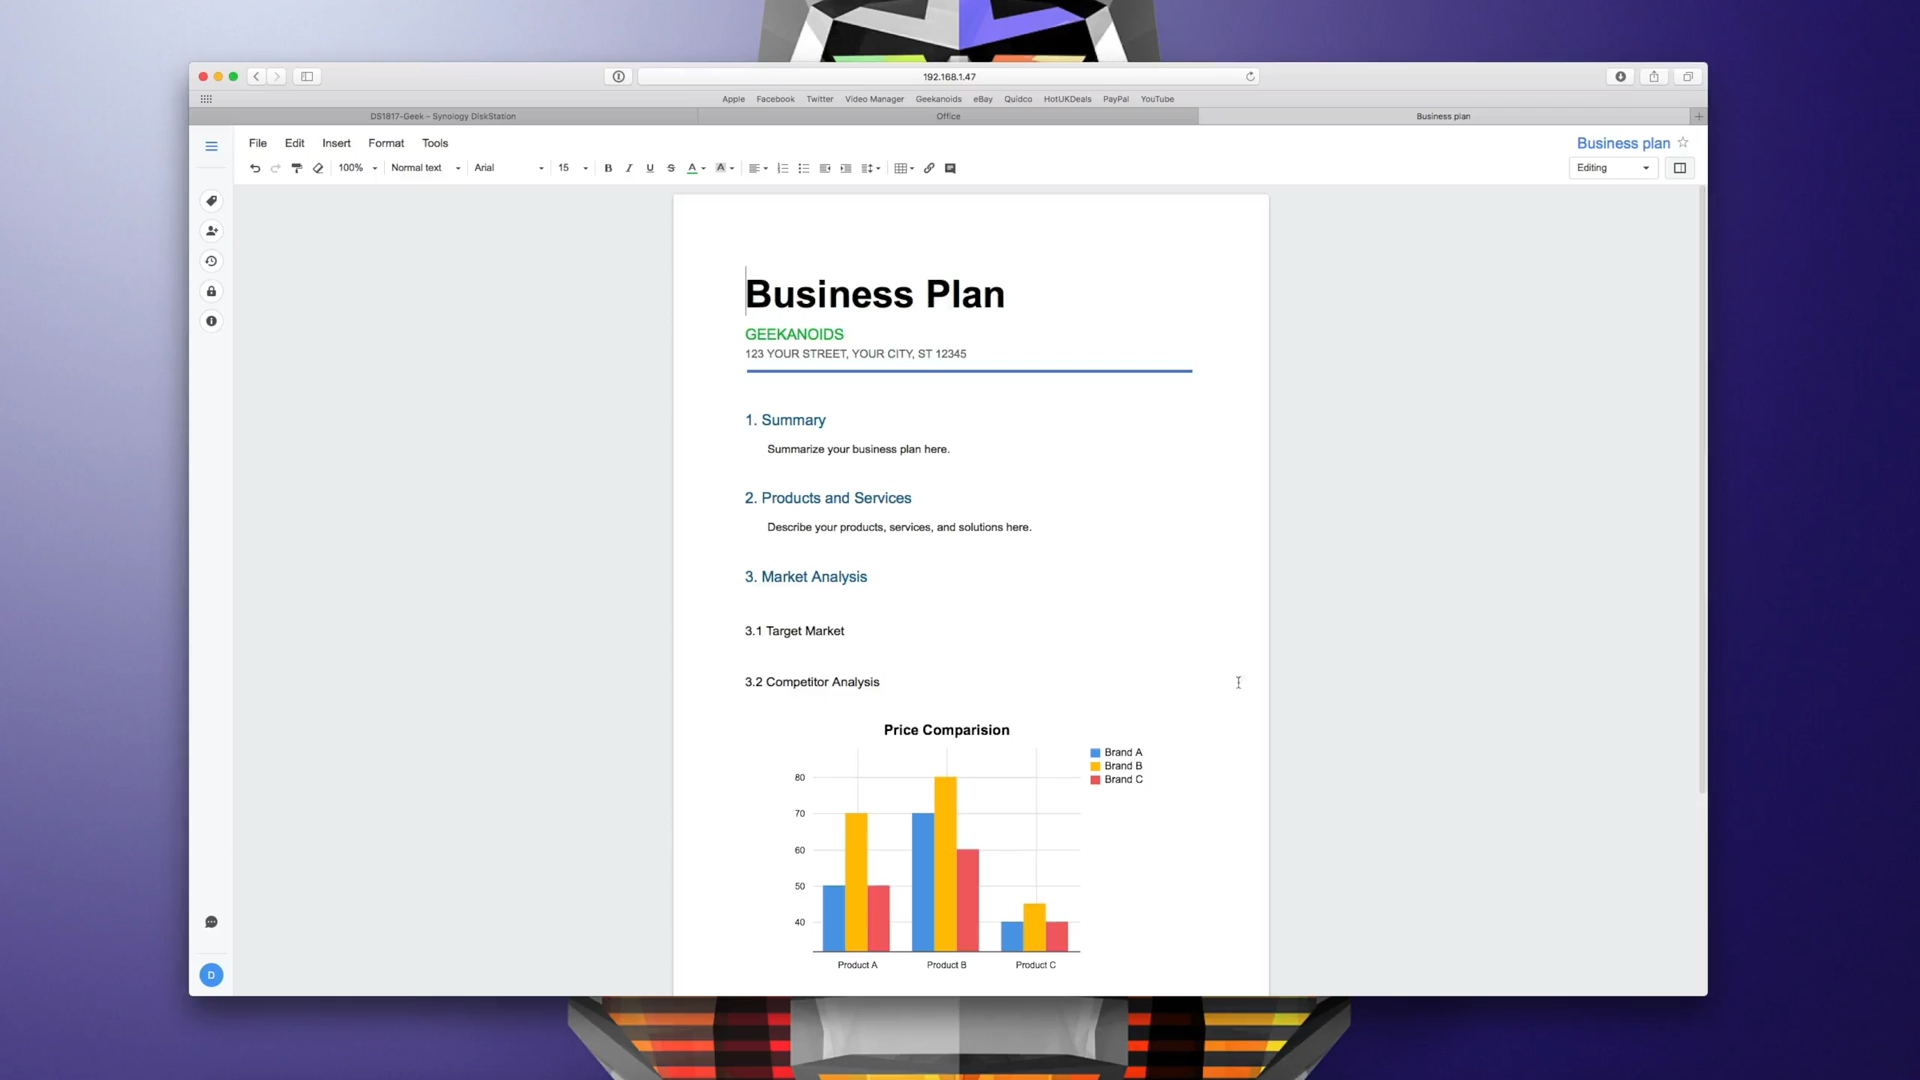 192.168.1.47
Apple Facebook Twitter Video Manager Geekanoids eBay Quidco HotUKDeals PayPal YouTube
DS1817-Geek – Synology DiskStation Office Business plan
File Edit Insert Format Tools Business plan
100% Normal text Arial 15 B I U S A A Editing
Business Plan
GEEKANOIDS
123 YOUR STREET, YOUR CITY, ST 12345
1. Summary
Summarize your business plan here.
2. Products and Services
Describe your products, services, and solutions here.
3. Market Analysis
3.1 Target Market
3.2 Competitor Analysis
Price Comparision
Brand A
Brand B
Brand C
80
70
60
50
40
Product A Product B Product C
D